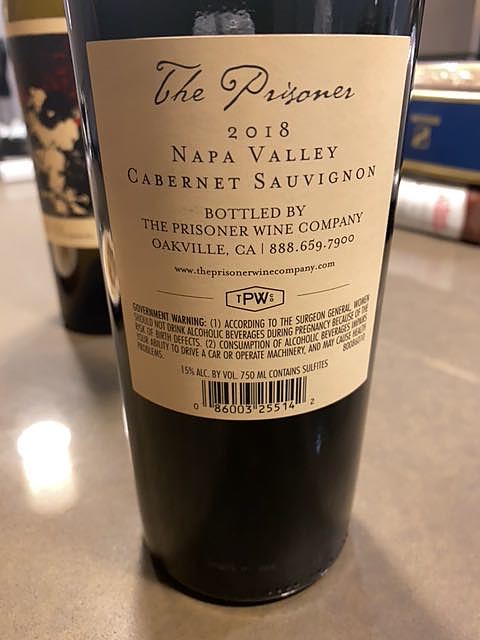 The Prisoner
2018
NAPA VALLEY
CABERNET SAUVIGNON
BOTTLED BY
THE PRISONER WINE COMPANY
OAKVILLE, CA | 888.659.7900
www.theprisonerwinecompany.com
TPW CO
GOVERNMENT WARNING: (1) ACCORDING TO THE SURGEON GENERAL, WOMEN
SHOULD NOT DRINK ALCOHOLIC BEVERAGES DURING PREGNANCY BECAUSE OF THE
RISK OF BIRTH DEFECTS. (2) CONSUMPTION OF ALCOHOLIC BEVERAGES IMPAIRS
YOUR ABILITY TO DRIVE A CAR OR OPERATE MACHINERY, AND MAY CAUSE HEALTH
PROBLEMS.
15% ALC. BY VOL. 750 ML CONTAINS SULFITES
0 86003 25514 2